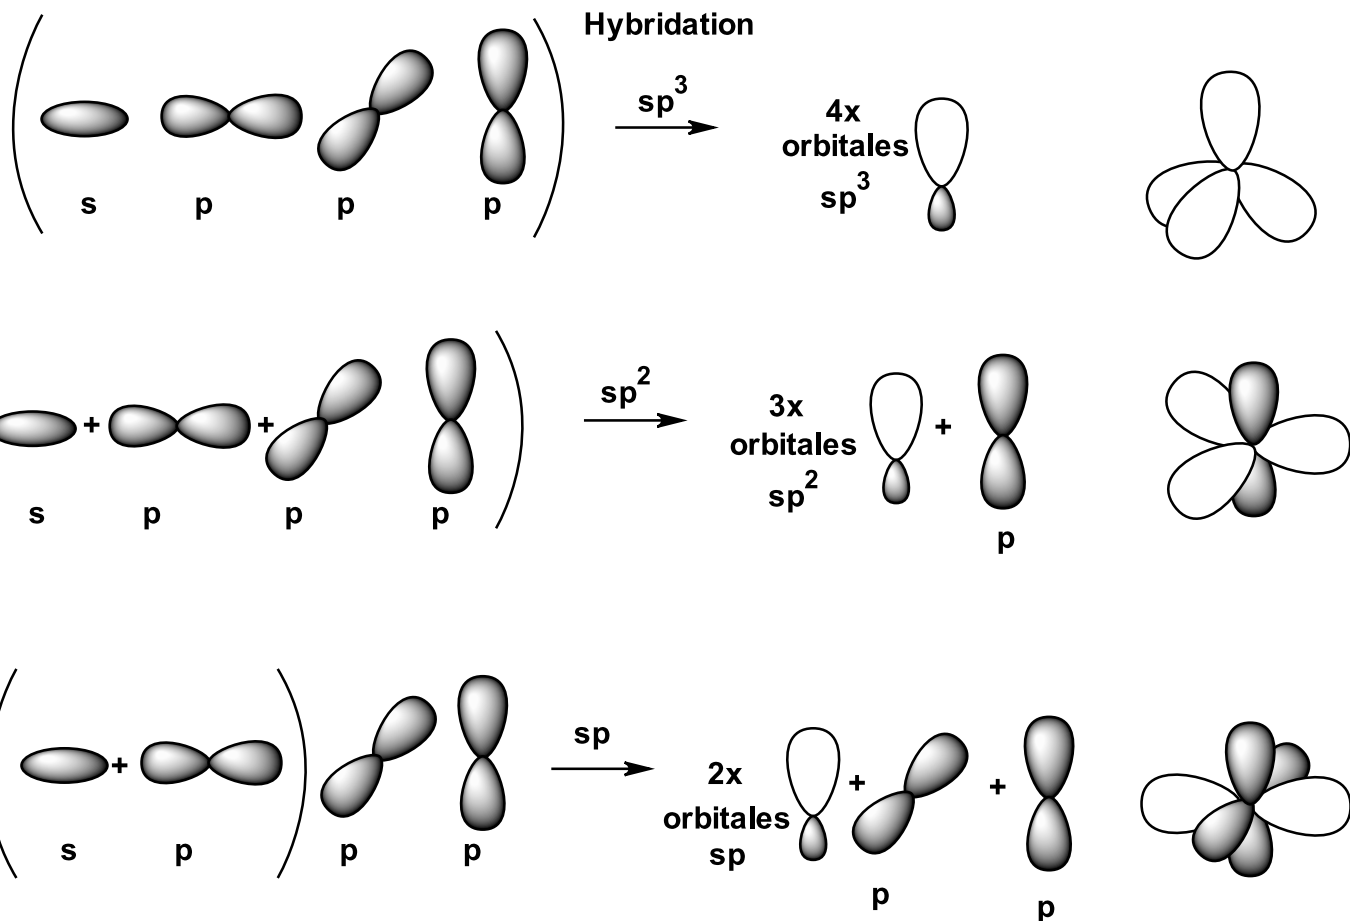 Hybridation
s p p p
sp³
4x
orbitales
sp³
s + p + p p
sp²
3x
orbitales
sp²
+
p
s + p p p
sp
2x
orbitales
sp
+ +
p
p